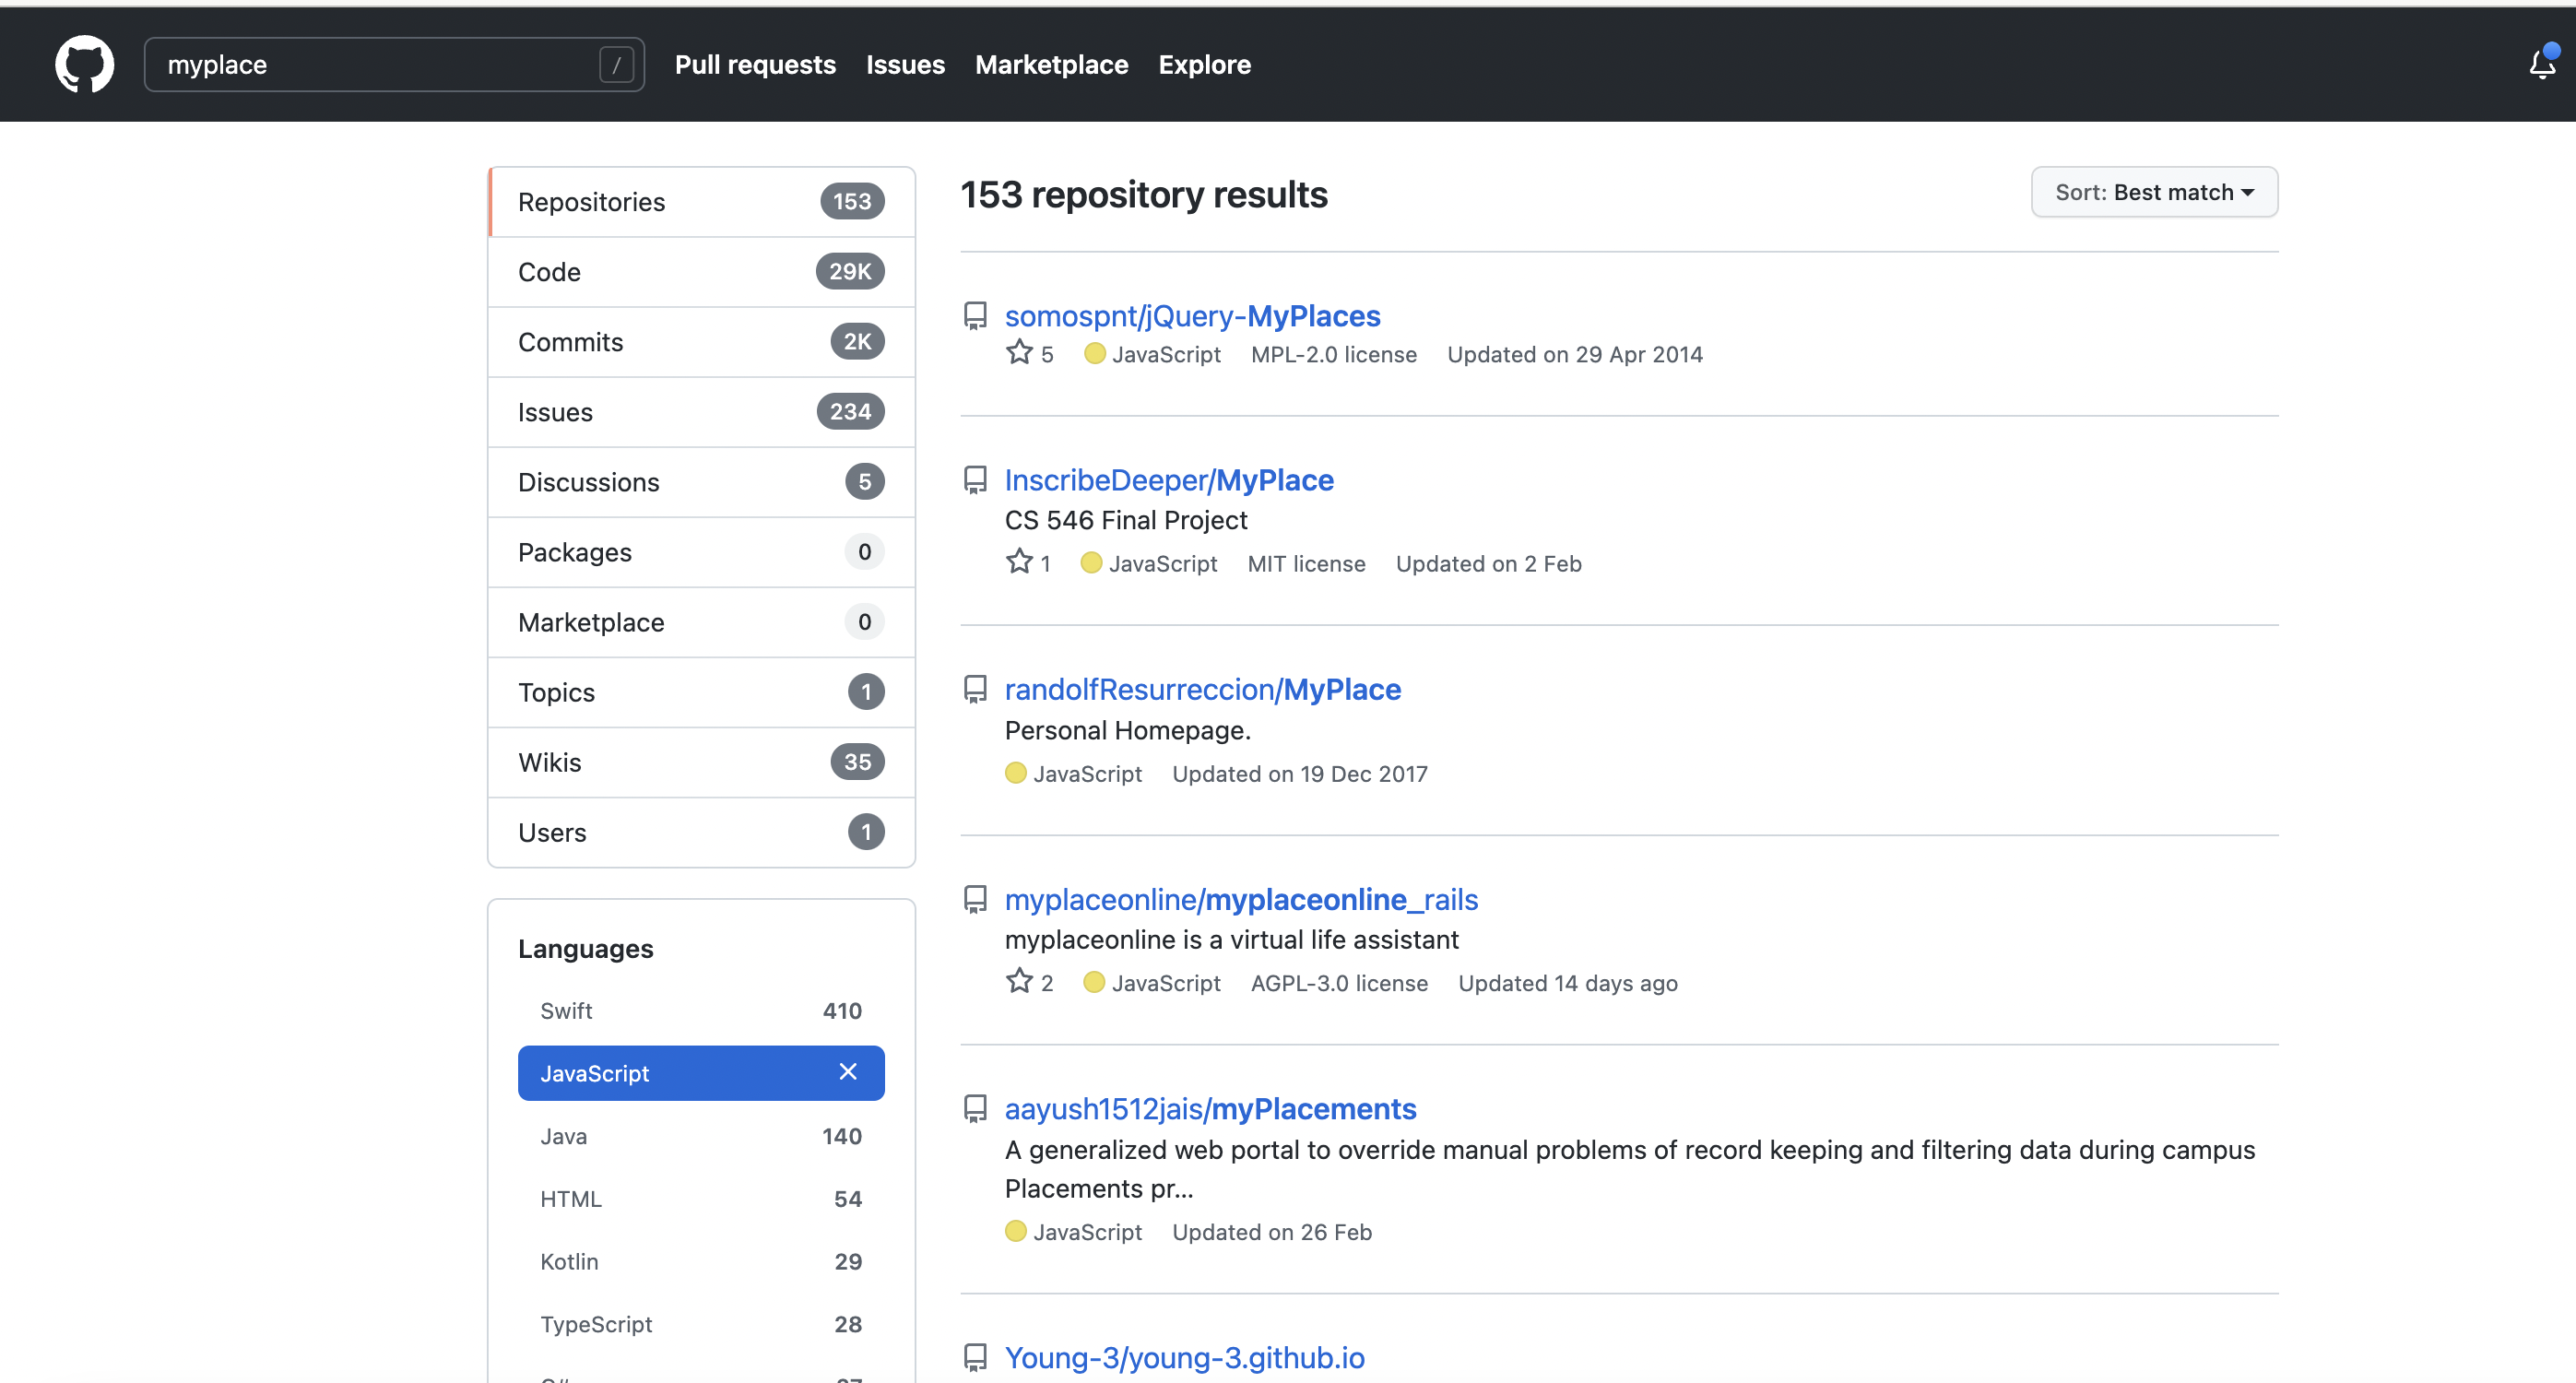 myplace /
Pull requests Issues Marketplace Explore
Repositories 153
Code 29K
Commits 2K
Issues 234
Discussions 5
Packages 0
Marketplace 0
Topics 1
Wikis 35
Users 1
Languages
Swift 410
JavaScript
Java 140
HTML 54
Kotlin 29
TypeScript 28
153 repository results
Sort: Best match
somospnt/jQuery-MyPlaces
5 JavaScript MPL-2.0 license Updated on 29 Apr 2014
InscribeDeeper/MyPlace
CS 546 Final Project
1 JavaScript MIT license Updated on 2 Feb
randolfResurreccion/MyPlace
Personal Homepage.
JavaScript Updated on 19 Dec 2017
myplaceonline/myplaceonline_rails
myplaceonline is a virtual life assistant
2 JavaScript AGPL-3.0 license Updated 14 days ago
aayush1512jais/myPlacements
A generalized web portal to override manual problems of record keeping and filtering data during campus
Placements pr...
JavaScript Updated on 26 Feb
Young-3/young-3.github.io